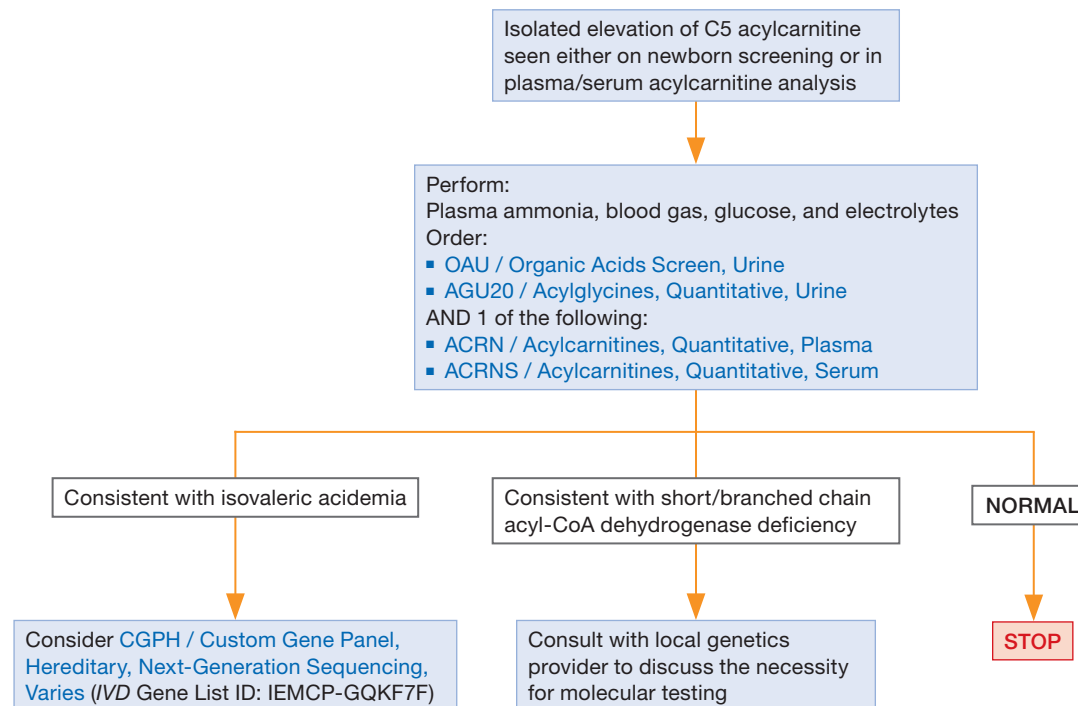 Isolated elevation of C5 acylcarnitine
seen either on newborn screening or in
plasma/serum acylcarnitine analysis
Perform:
Plasma ammonia, blood gas, glucose, and electrolytes
Order:
▪ OAU / Organic Acids Screen, Urine
▪ AGU20 / Acylglycines, Quantitative, Urine
AND 1 of the following:
▪ ACRN / Acylcarnitines, Quantitative, Plasma
▪ ACRNS / Acylcarnitines, Quantitative, Serum
Consistent with isovaleric acidemia
Consistent with short/branched chain
acyl-CoA dehydrogenase deficiency
NORMAL
Consider CGPH / Custom Gene Panel,
Hereditary, Next-Generation Sequencing,
Varies (IVD Gene List ID: IEMCP-GQKF7F)
Consult with local genetics
provider to discuss the necessity
for molecular testing
STOP